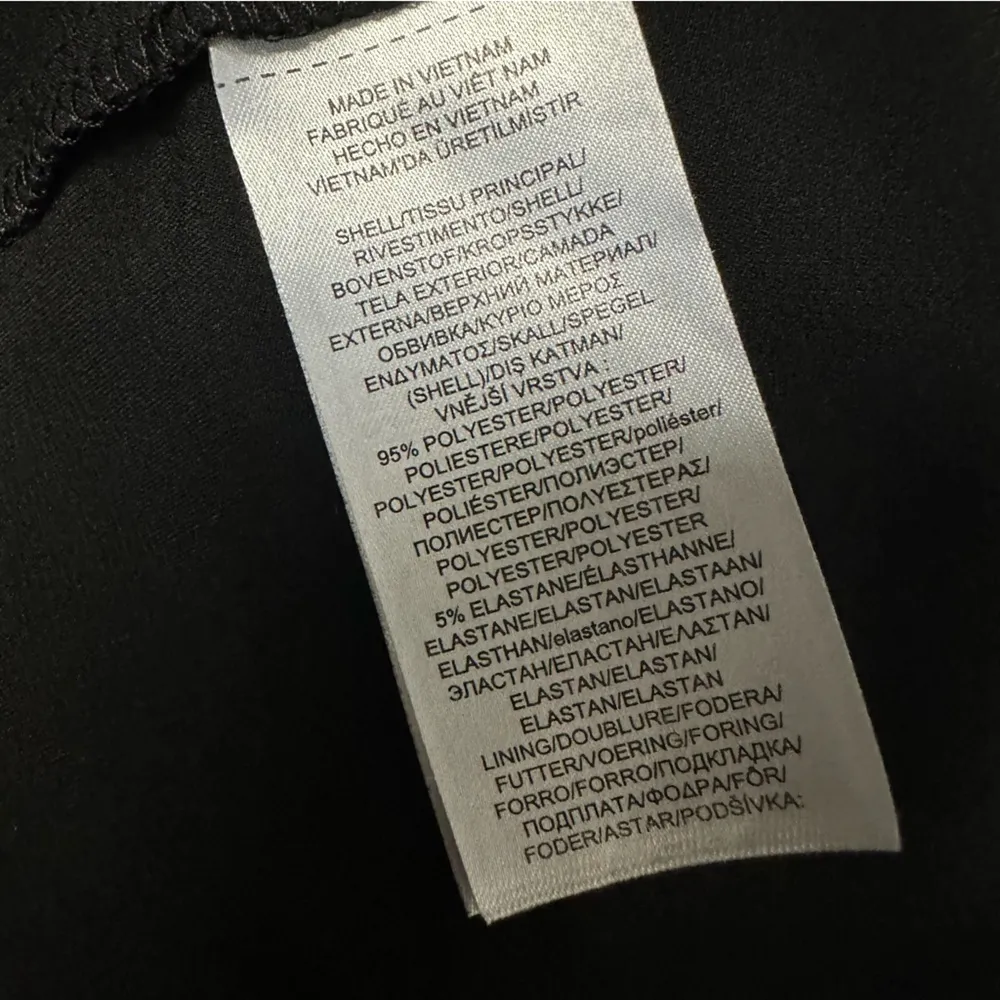 MADE IN VIETNAM
FABRIQUÉ AU VIÊT NAM
HECHO EN VIETNAM
VIETNAM'DA ÜRETİLMİŞTİR
SHELL/TISSU PRINCIPAL/
RIVESTIMENTO/SHELL/
BOVENSTOF/KROPSSTYKKE/
TELA EXTERIOR/CAMADA
EXTERNA/ВЕРХНИЙ МАТЕРИАЛ/
ОБВИВКА/ΚΥΡΙΟ ΜΕΡΟΣ
ΕΝΔΥΜΑΤΟΣ/SKALL/SPEGEL
(SHELL)/DIŞ KATMAN/
VNĚJŠÍ VRSTVA :
95% POLYESTER/POLYESTER/
POLIESTERE/POLYESTER/
POLYESTER/POLYESTER/poliéster/
POLIÉSTER/ПОЛИЭСТЕР/
ПОЛИЕСТЕР/ΠΟΛΥΕΣΤΕΡΑΣ/
POLYESTER/POLYESTER/
POLYESTER/POLYESTER
5% ELASTANE/ÉLASTHANNE/
ELASTANE/ELASTAN/ELASTAAN/
ELASTHAN/elastano/ELASTANO/
ЭЛАСТАН/ЕЛАСТАН/ΕΛΑΣΤΑΝ/
ELASTAN/ELASTAN/
ELASTAN/ELASTAN
LINING/DOUBLURE/FODERA/
FUTTER/VOERING/FORING/
FORRO/FORRO/ПОДКЛАДКА/
ПОДПЛАТА/ΦΟΔΡΑ/FÔR/
FODER/ASTAR/PODŠÍVKA: